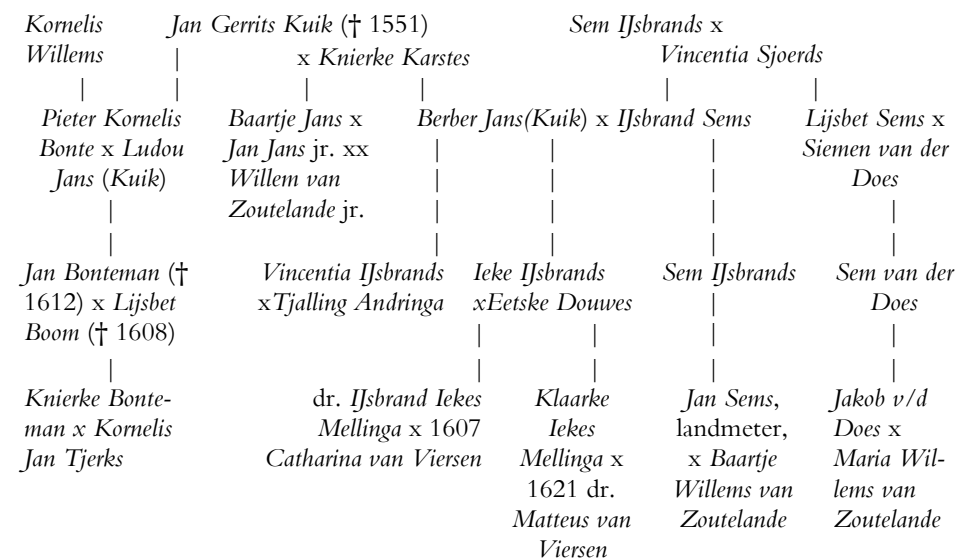 Kornelis Jan Gerrits Kuik († 1551) Sem IJsbrands x
Willems | x Knierke Karstes Vincentia Sjoerds
| | | | | |
Pieter Kornelis Baartje Jans x Berber Jans(Kuik) x IJsbrand Sems Lijsbet Sems x
Bonte x Ludou Jan Jans jr. xx | | | Siemen van der
Jans (Kuik) Willem van | | | Does
| Zoutelande jr. | | | |
| | | | |
Jan Bonteman († Vincentia IJsbrands Ieke IJsbrands Sem IJsbrands Sem van der
1612) x Lijsbet xTjalling Andringa xEetske Douwes | Does
Boom († 1608) | | | |
| | | | |
Knierke Bonte- dr. IJsbrand Iekes Klaarke Jan Sems, Jakob v/d
man x Kornelis Mellinga x 1607 Iekes landmeter, Does x
Jan Tjerks Catharina van Viersen Mellinga x x Baartje Maria Wil-
1621 dr. Willems van lems van
Matteus van Zoutelande Zoutelande
Viersen